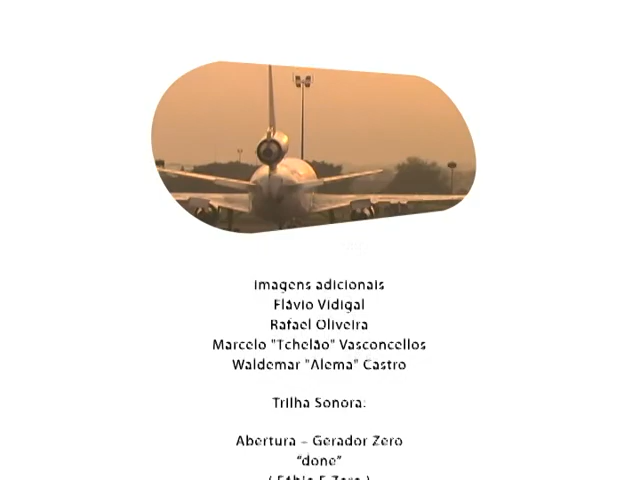 imagens adicionais
Flávio Vidigal
Rafael Oliveira
Marcelo "Tchelão" Vasconcellos
Waldemar "Alema" Castro
Trilha Sonora:
Abertura – Gerador Zero
“done”